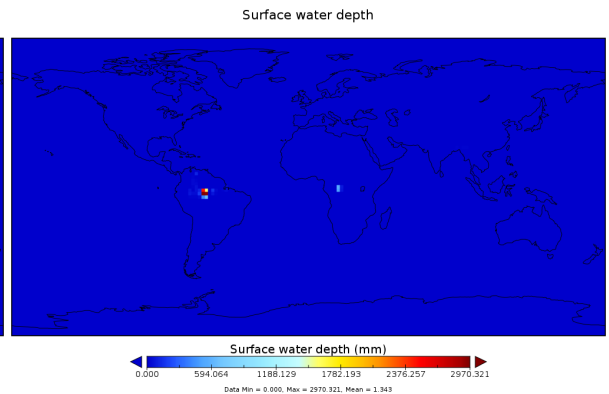 Surface water depth
Surface water depth (mm)
0.000 594.064 1188.129 1782.193 2376.257 2970.321
Data Min = 0.000, Max = 2970.321, Mean = 1.343